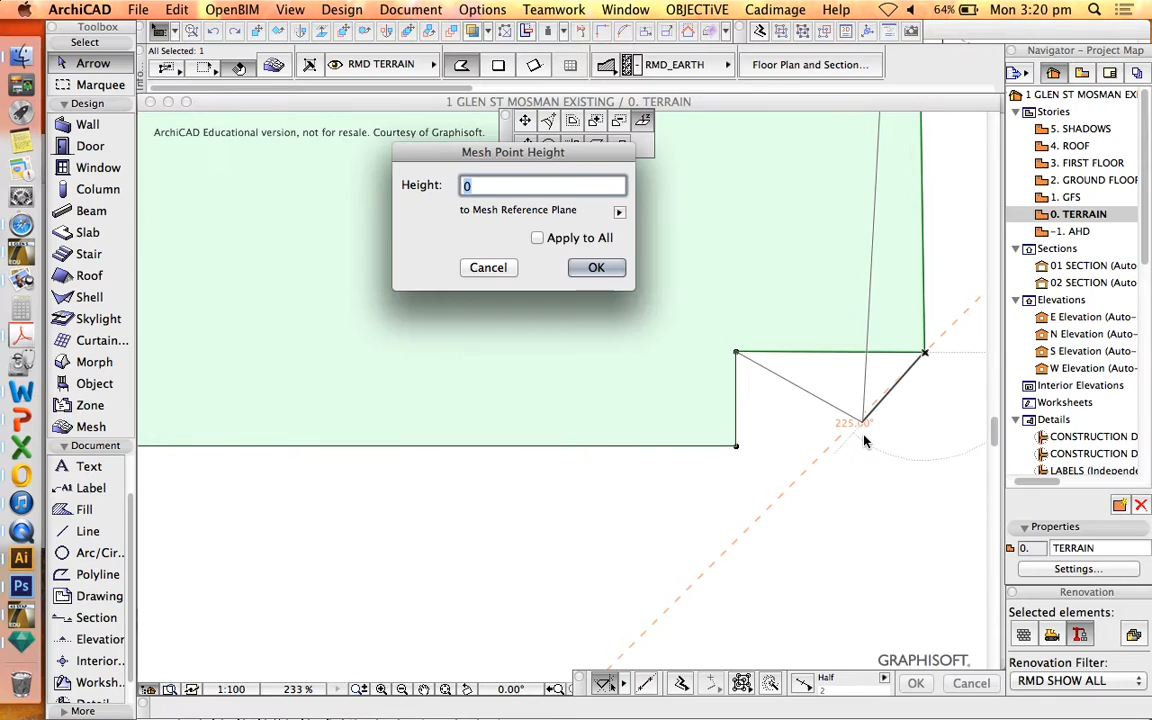 ArchiCAD File Edit OpenBIM View Design Document Options Teamwork Window OBJECTiVE Cadimage Help 64% Mon 3:20 pm
Toolbox
Select
Arrow
Marquee
Design
Wall
Door
Window
Column
Beam
Slab
Stair
Roof
Shell
Skylight
Curtain...
Morph
Object
Zone
Mesh
Document
Text
Label
Fill
Line
Arc/Cir...
Polyline
Drawing
Section
Elevation
Interior...
Worksh...
More
All Selected: 1
RMD TERRAIN
RMD_EARTH
Floor Plan and Section...
1 GLEN ST MOSMAN EXISTING / 0. TERRAIN
ArchiCAD Educational version, not for resale. Courtesy of Graphisoft.
Mesh Point Height
Height: 0
to Mesh Reference Plane
Apply to All
Cancel OK
225.00°
GRAPHISOFT.
1:100 233 % 0.00°
Half
2
OK Cancel
Navigator - Project Map
1 GLEN ST MOSMAN EXI
Stories
5. SHADOWS
4. ROOF
3. FIRST FLOOR
2. GROUND FLOOR
1. GFS
0. TERRAIN
-1. AHD
Sections
01 SECTION (Auto
02 SECTION (Auto
Elevations
E Elevation (Auto-
N Elevation (Auto-
S Elevation (Auto-
W Elevation (Auto-
Interior Elevations
Worksheets
Details
CONSTRUCTION D
CONSTRUCTION D
LABELS (Independe
Properties
0. TERRAIN
Settings...
Renovation
Selected elements:
Renovation Filter:
RMD SHOW ALL